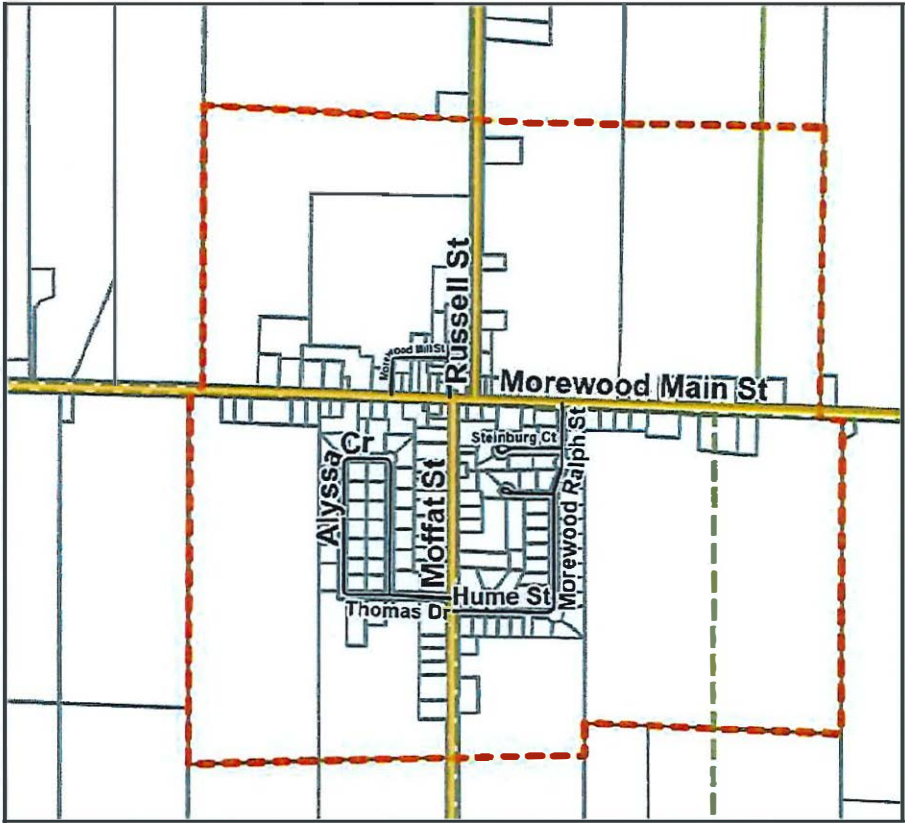 Russell St
Morewood Mill St
Morewood Main St
Steinburg Ct
Alyssa Cr
Moffat St
Morewood Ralph St
Hume St
Thomas Dr